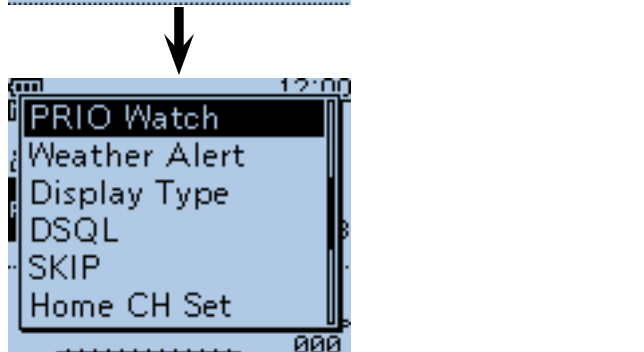 12:00
PRIO Watch
Weather Alert
Display Type
DSQL
SKIP
Home CH Set
000